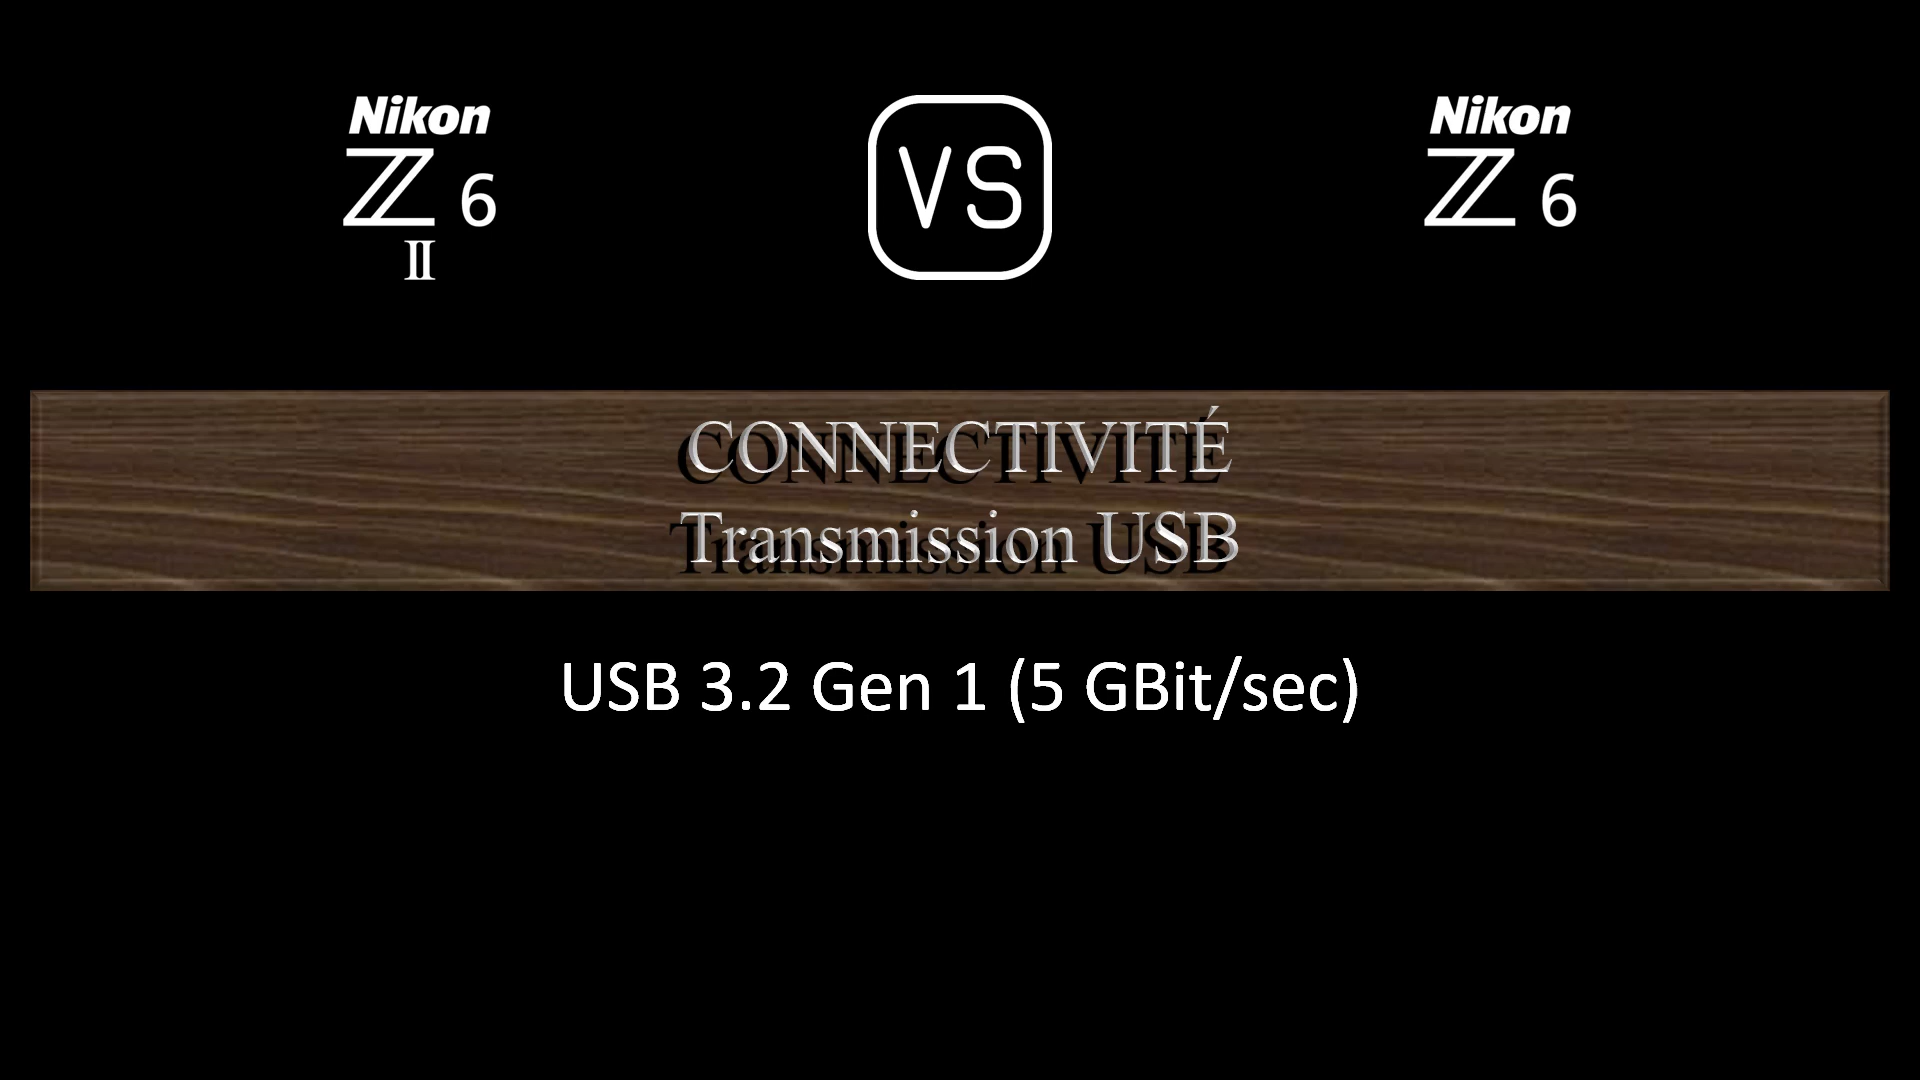 Nikon
Z 6
II
VS
Nikon
Z 6
CONNECTIVITÉ
Transmission USB
USB 3.2 Gen 1 (5 GBit/sec)